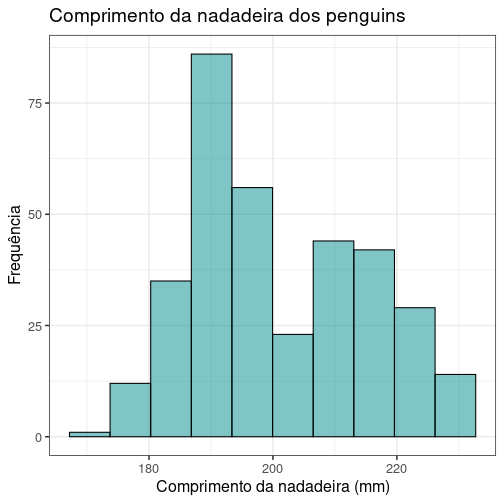 Comprimento da nadadeira dos penguins
Frequência
75
50
25
0
180 200 220
Comprimento da nadadeira (mm)